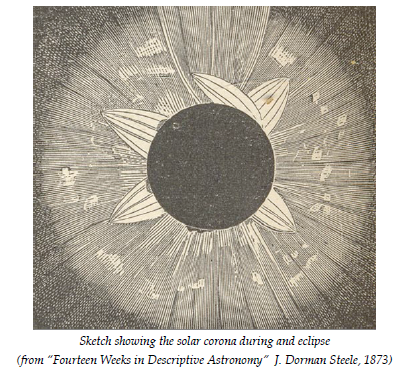 Sketch showing the solar corona during and eclipse
(from “Fourteen Weeks in Descriptive Astronomy” J. Dorman Steele, 1873)